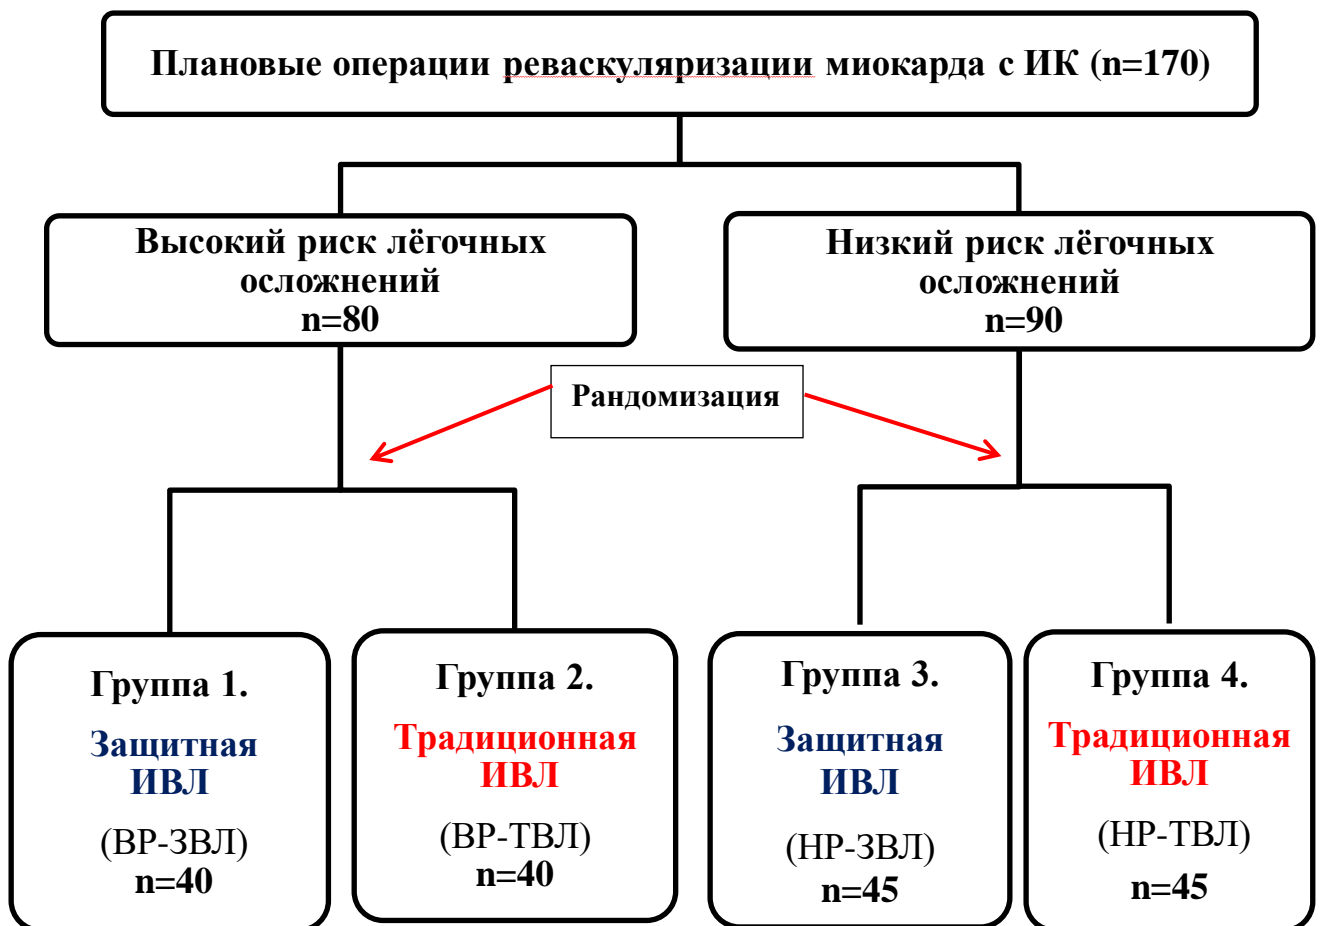 Плановые операции реваскуляризации миокарда с ИК (n=170)
Высокий риск лёгочных
осложнений
n=80
Низкий риск лёгочных
осложнений
n=90
Рандомизация
Группа 1.
Защитная
ИВЛ
(ВР-ЗВЛ)
n=40
Группа 2.
Традиционная
ИВЛ
(ВР-ТВЛ)
n=40
Группа 3.
Защитная
ИВЛ
(НР-ЗВЛ)
n=45
Группа 4.
Традиционная
ИВЛ
(НР-ТВЛ)
n=45